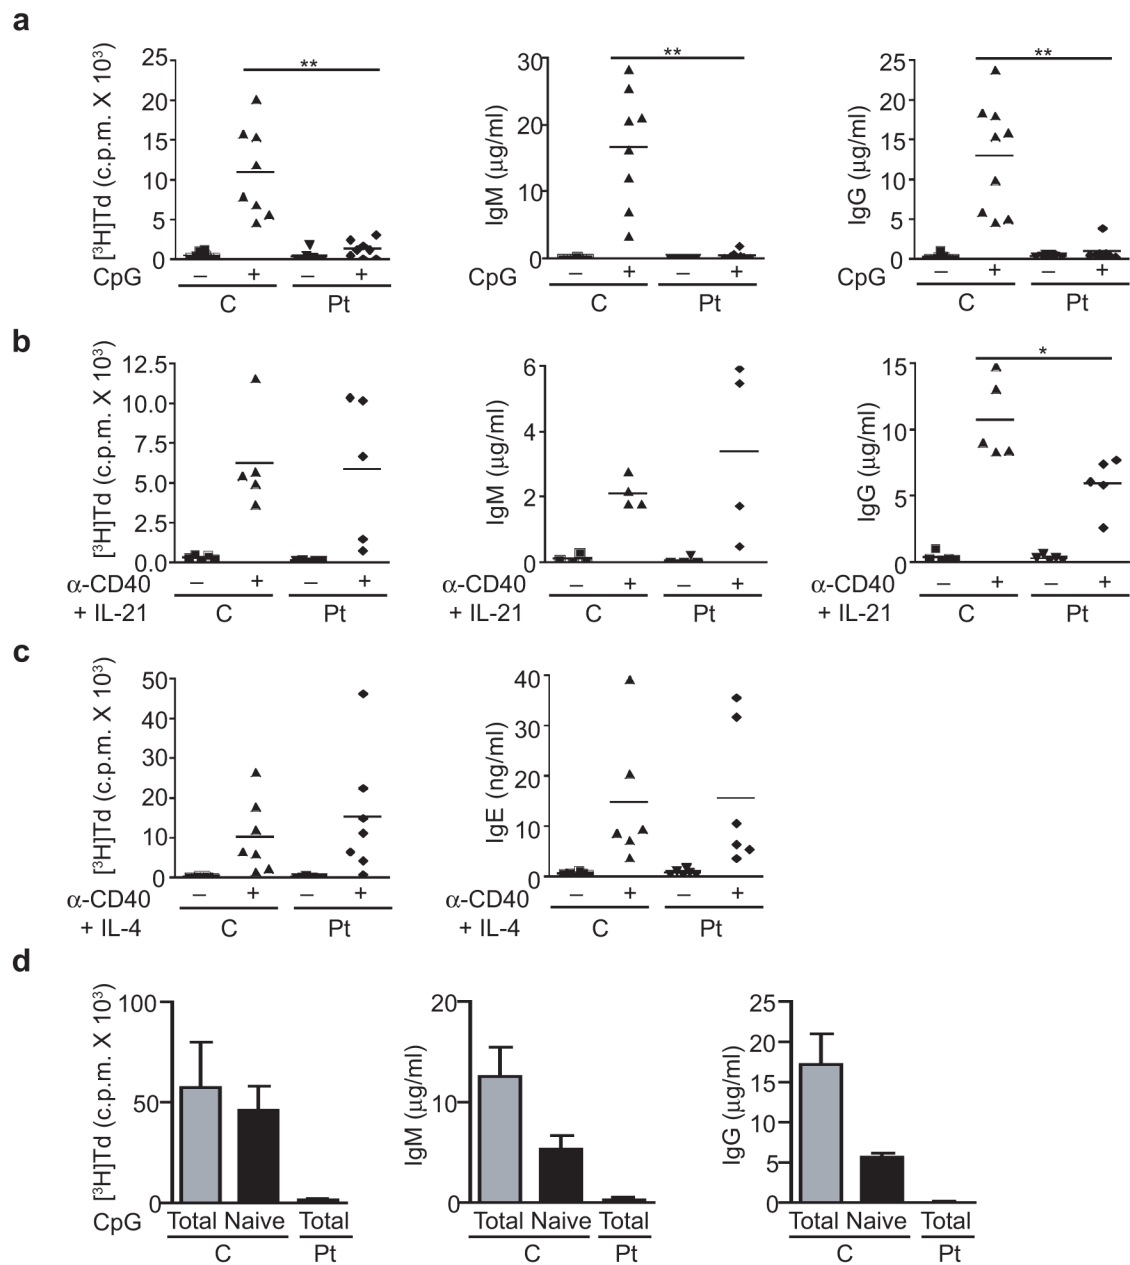 a
[³H]Td (c.p.m. X 10³)
25
20
15
10
5
0
**
CpG – + – +
C Pt
IgM (μg/ml)
30
20
10
0
**
CpG – + – +
C Pt
IgG (μg/ml)
25
20
15
10
5
0
**
CpG – + – +
C Pt
b
[³H]Td (c.p.m. X 10³)
12.5
10.0
7.5
5.0
2.5
0.0
α-CD40 – + – +
+ IL-21 C Pt
IgM (μg/ml)
6
4
2
0
α-CD40 – + – +
+ IL-21 C Pt
IgG (μg/ml)
15
10
5
0
*
α-CD40 – + – +
+ IL-21 C Pt
c
[³H]Td (c.p.m. X 10³)
50
40
30
20
10
0
α-CD40 – + – +
+ IL-4 C Pt
IgE (ng/ml)
40
30
20
10
0
α-CD40 – + – +
+ IL-4 C Pt
d
[³H]Td (c.p.m. X 10³)
100
50
0
CpG Total Naive Total
C Pt
IgM (μg/ml)
20
10
0
Total Naive Total
C Pt
IgG (μg/ml)
25
20
15
10
5
0
Total Naive Total
C Pt